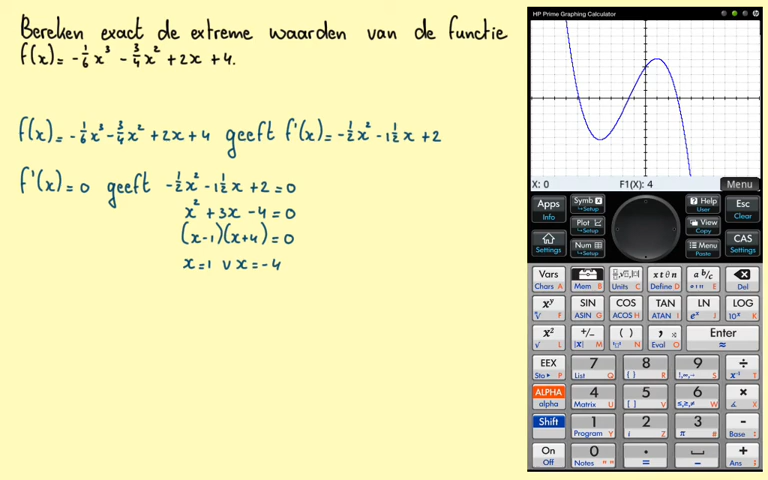 Bereken exact de extreme waarden van de functie
f(x) = -1/6 x³ - 3/4 x² + 2x + 4.
f(x) = -1/6 x³ - 3/4 x² + 2x + 4 geeft f'(x) = -1/2 x² - 1 1/2 x + 2
f'(x) = 0 geeft -1/2 x² - 1 1/2 x + 2 = 0
x² + 3x - 4 = 0
(x-1)(x+4) = 0
x = 1 ∨ x = -4
HP Prime Graphing Calculator
X: 0 F1(X): 4 Menu
Apps Info Symb Setup Help User Esc Clear
Plot Setup View Copy
Settings Num Setup Menu Paste CAS Settings
Vars Chars A Mem B Units C x t θ n Define D a b/c E Del
xʸ F SIN ASIN G COS ACOS H TAN ATAN I LN eˣ J LOG 10ˣ K
x² √ L +/- |x| M ( ) N , Eval O Enter ≈
EEX Sto ▸ P 7 List Q 8 { } R 9 S ÷ x⁻¹ T
ALPHA alpha 4 Matrix U 5 [ ] V 6 ≤,≥,≠ W × X
Shift 1 Program Y 2 i Z 3 π # - Base :
On Off 0 Notes " " . = _ + Ans ;